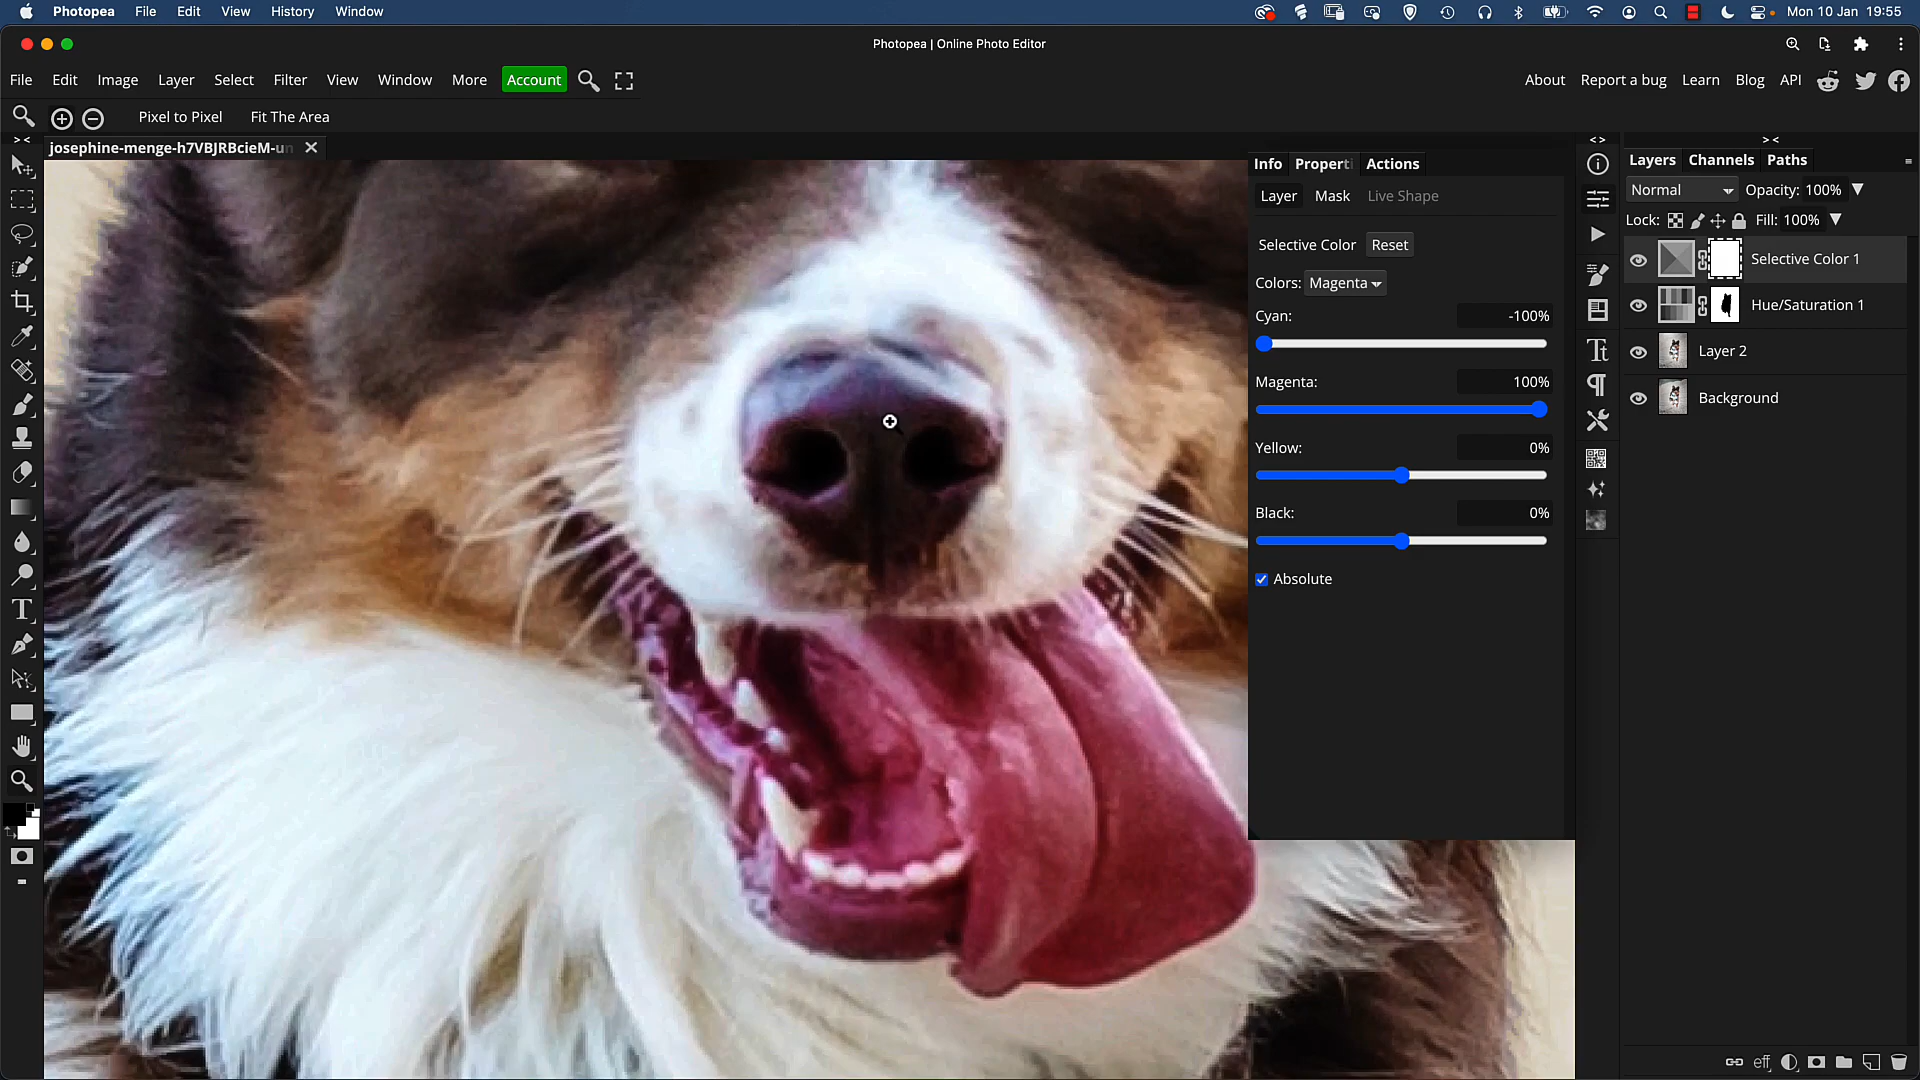 Photopea File Edit View History Window Mon 10 Jan 19:55
Photopea | Online Photo Editor
File Edit Image Layer Select Filter View Window More Account About Report a bug Learn Blog API
Pixel to Pixel Fit The Area
josephine-menge-h7VBJRBcieM-un
Info Properti Actions
Layer Mask Live Shape
Selective Color Reset
Colors: Magenta
Cyan: -100%
Magenta: 100%
Yellow: 0%
Black: 0%
Absolute
Layers Channels Paths
Normal Opacity: 100%
Lock: Fill: 100%
Selective Color 1
Hue/Saturation 1
Layer 2
Background
eff